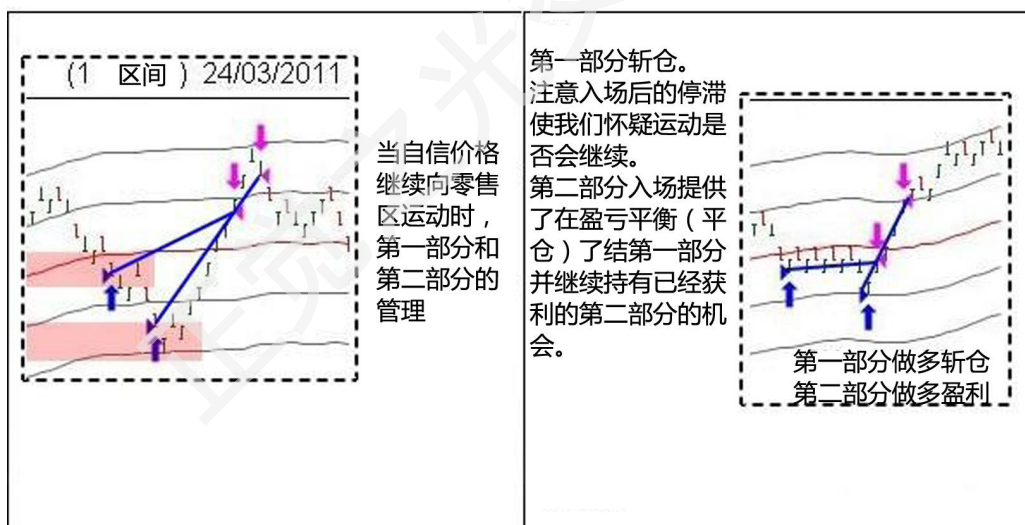 (1 区间 ) 24/03/2011
当自信价格
继续向零售
区运动时，
第一部分和
第二部分的
管理
第一部分斩仓。
注意入场后的停滞
使我们怀疑运动是
否会继续。
第二部分入场提供
了在盈亏平衡（平
仓）了结第一部分
并继续持有已经获
利的第二部分的机
会。
第一部分做多斩仓
第二部分做多盈利